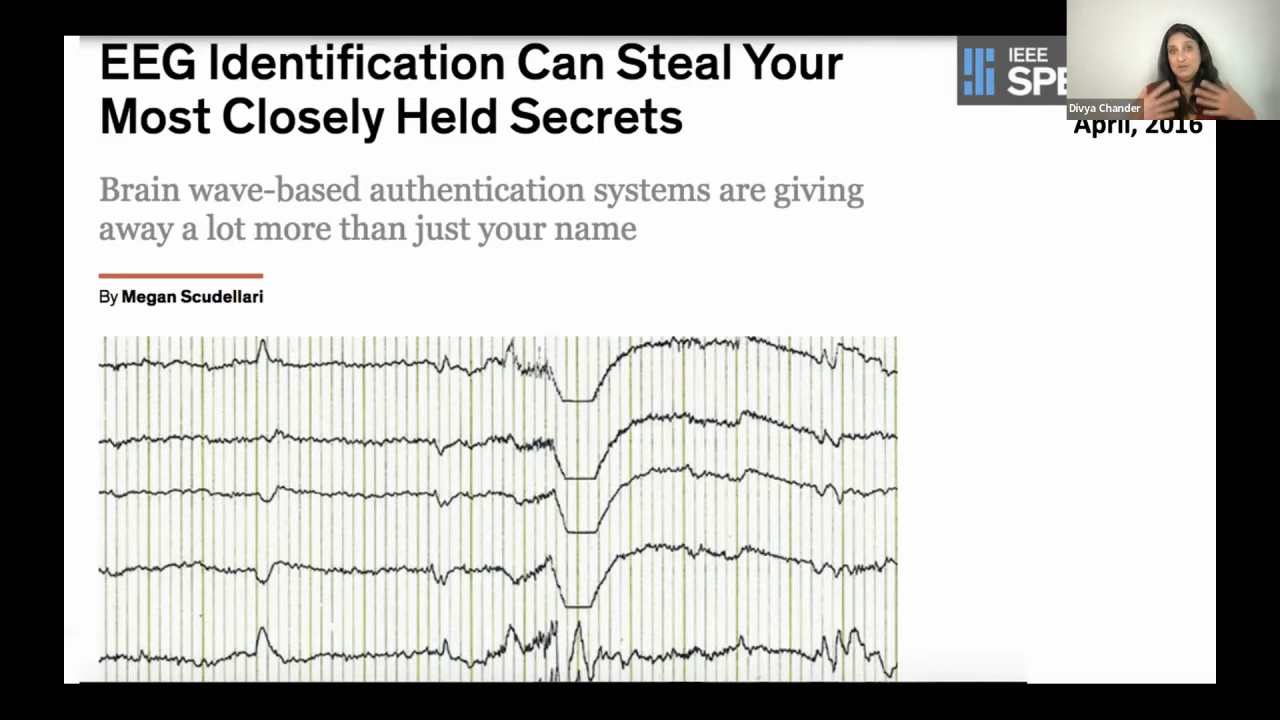 EEG Identification Can Steal Your
Most Closely Held Secrets
IEEE
SPE
Divya Chander
April, 2016
Brain wave-based authentication systems are giving
away a lot more than just your name
By Megan Scudellari